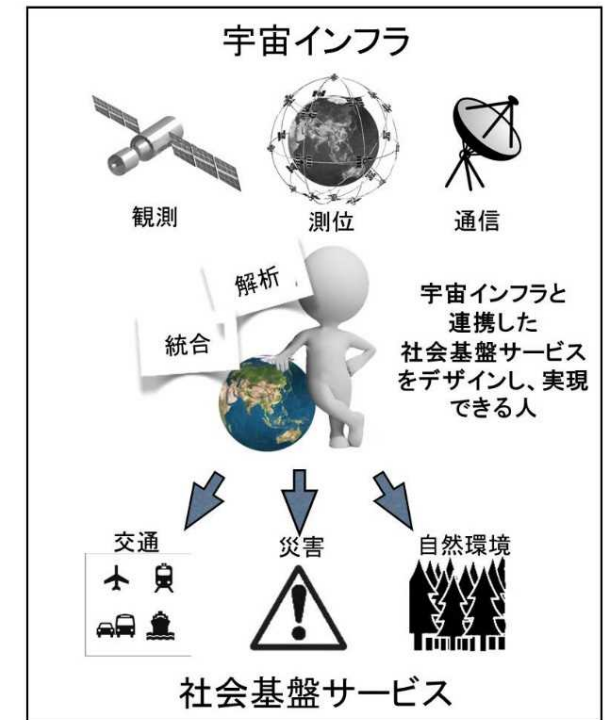 宇宙インフラ
観測
測位
通信
解析
統合
宇宙インフラと
連携した
社会基盤サービス
をデザインし、実現
できる人
交通
災害
自然環境
社会基盤サービス